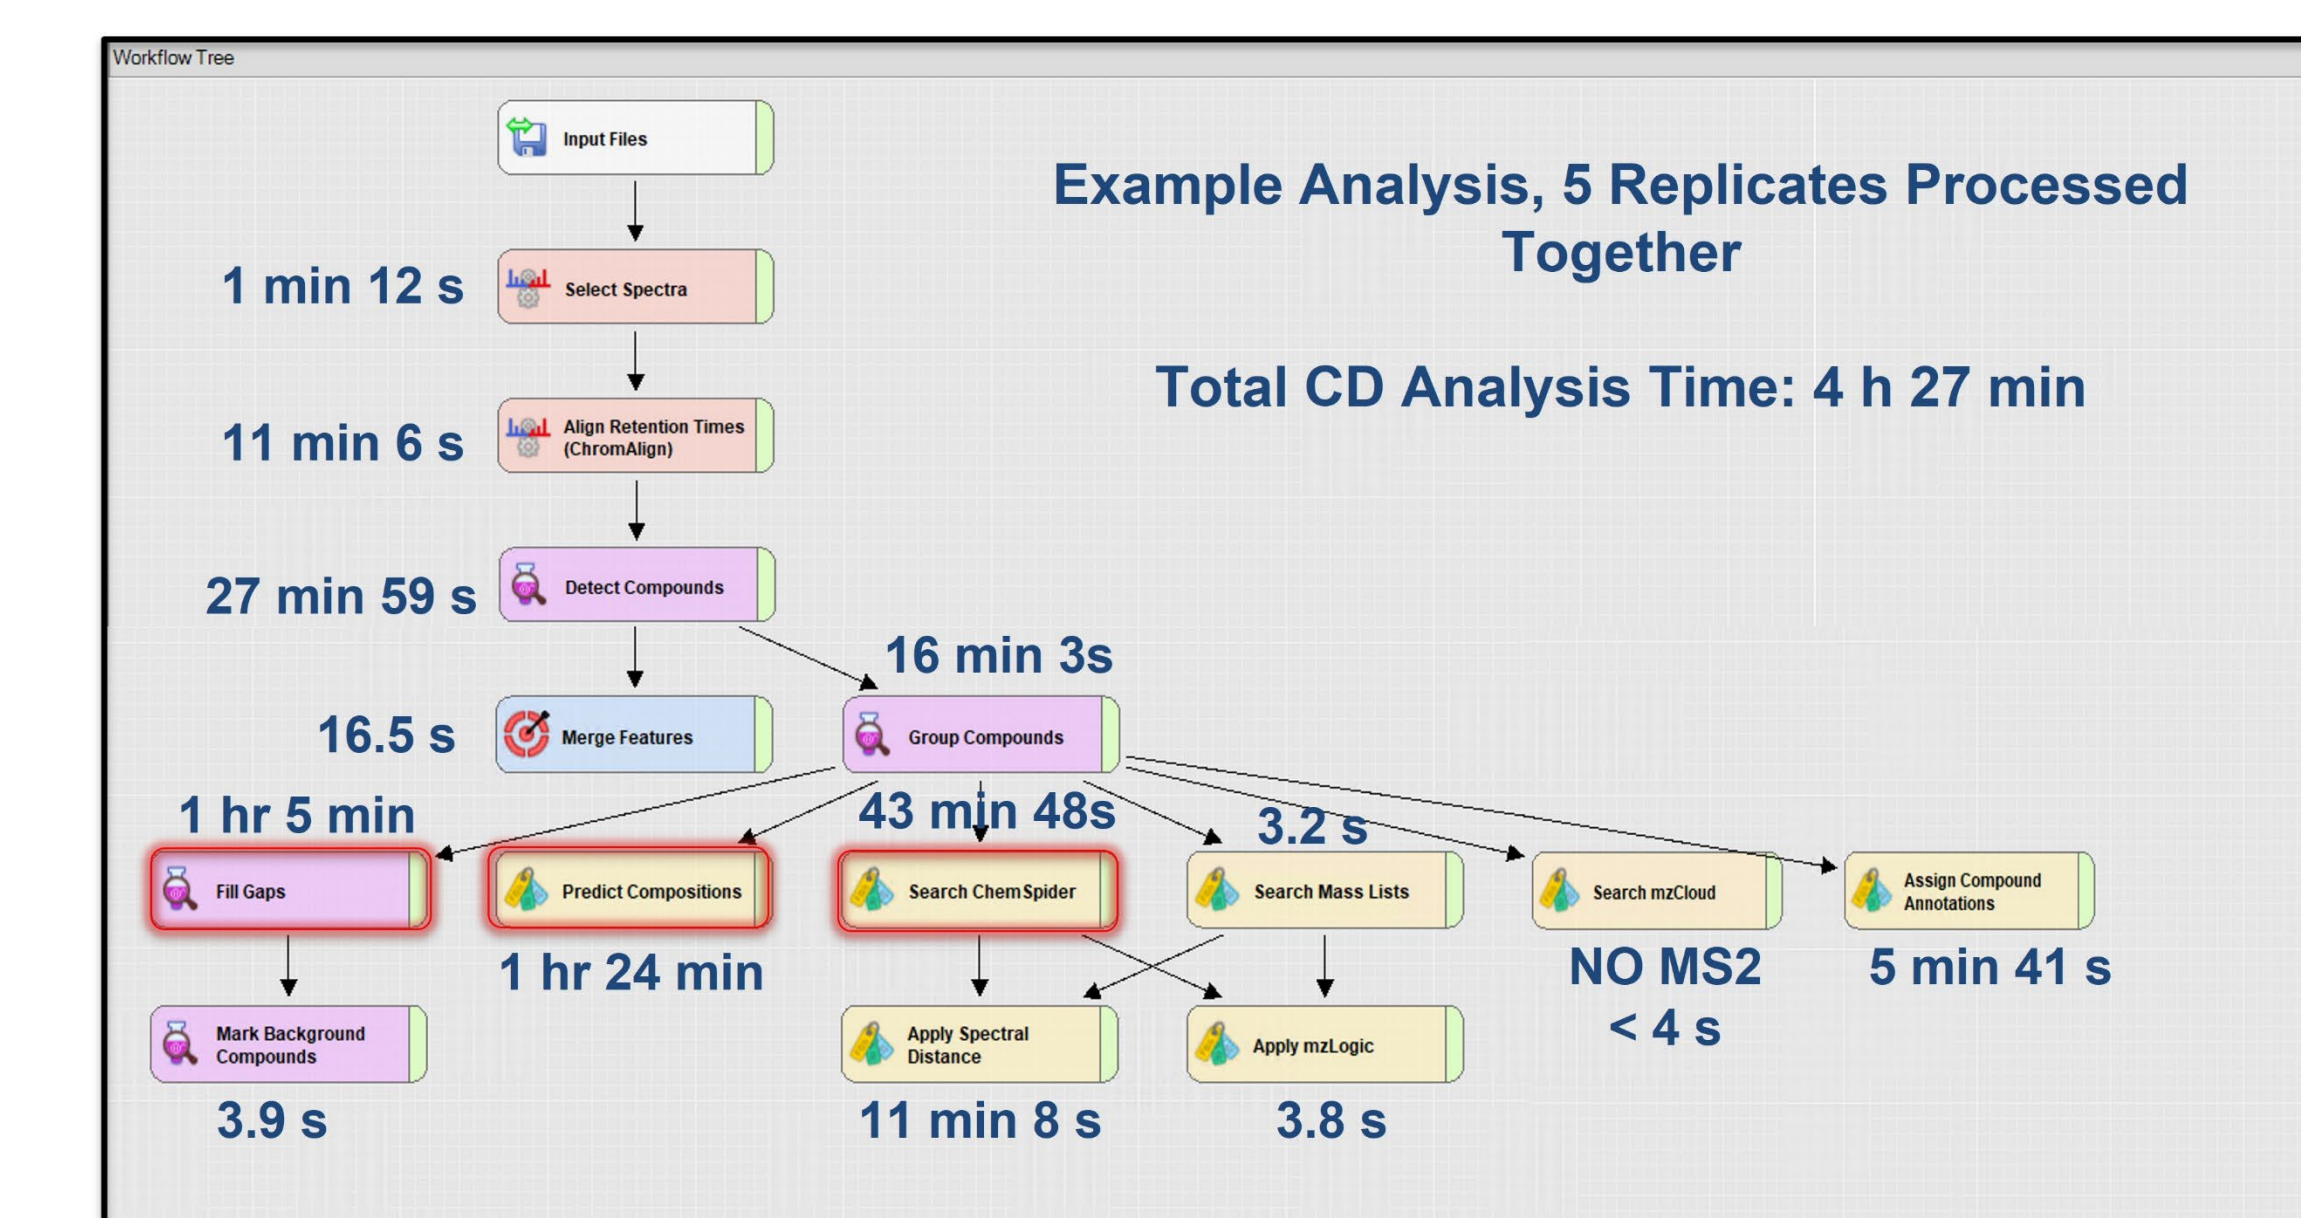 Workflow Tree
Input Files
Example Analysis, 5 Replicates Processed
Together
1 min 12 s
Select Spectra
Total CD Analysis Time: 4 h 27 min
11 min 6 s
Align Retention Times
(ChromAlign)
27 min 59 s
Detect Compounds
16 min 3s
16.5 s
Merge Features
Group Compounds
1 hr 5 min
43 min 48s
3.2 s
Fill Gaps
Predict Compositions
Search ChemSpider
Search Mass Lists
Search mzCloud
Assign Compound
Annotations
1 hr 24 min
NO MS2
< 4 s
5 min 41 s
Mark Background
Compounds
Apply Spectral
Distance
Apply mzLogic
3.9 s
11 min 8 s
3.8 s